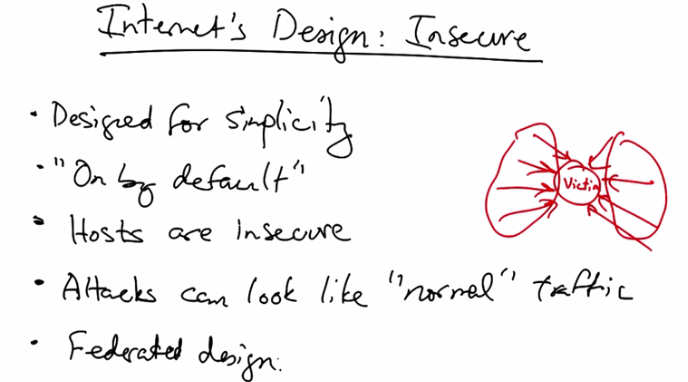 Internet's Design: Insecure
• Designed for simplicity
• "On by default"
• Hosts are insecure
• Attacks can look like "normal" traffic
• Federated design.
Victim